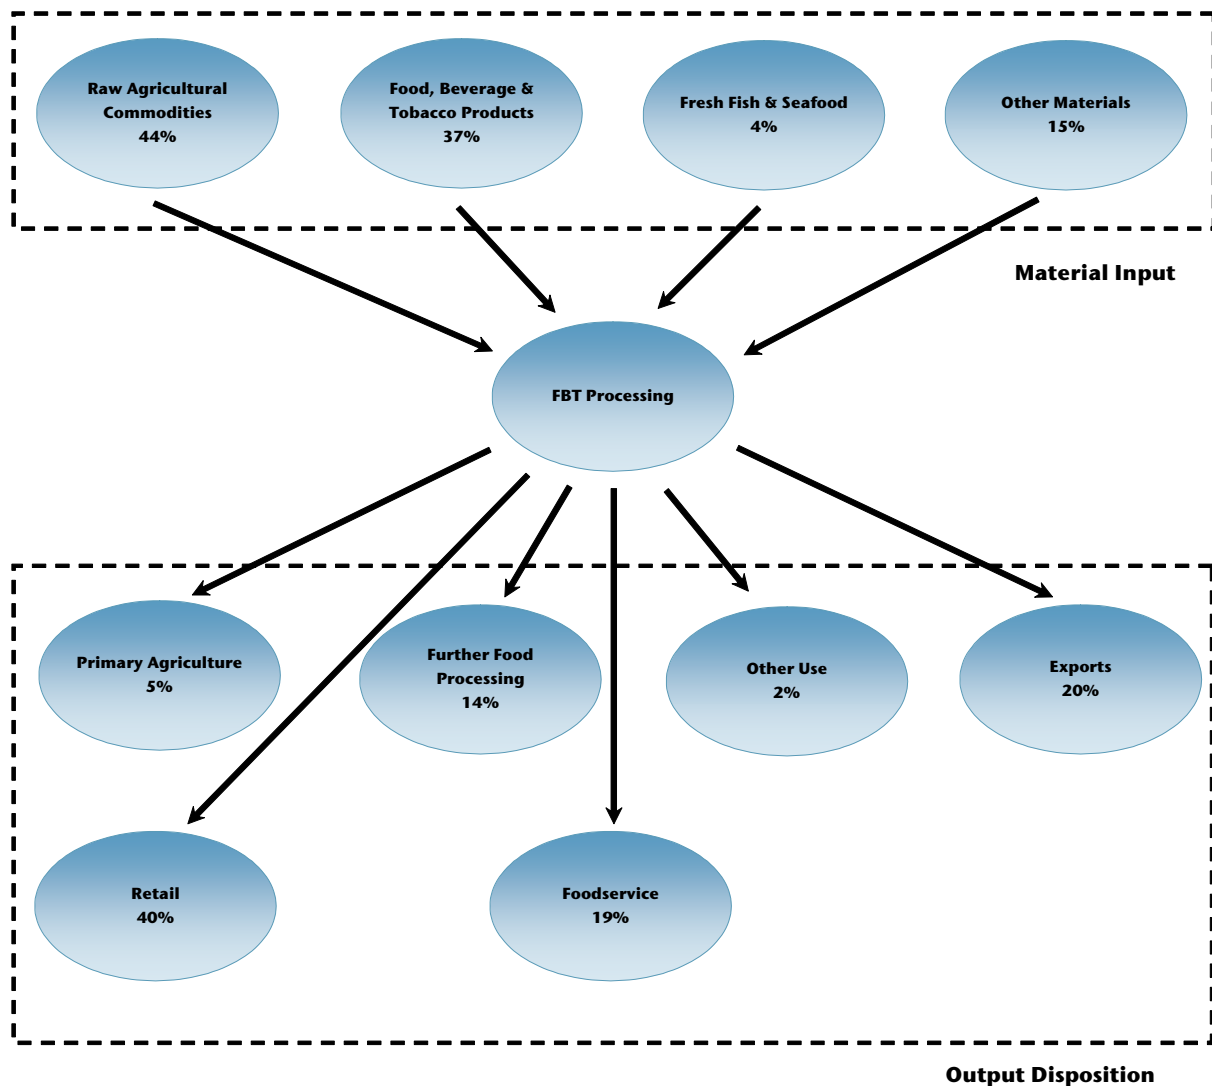 Raw Agricultural
Commodities
44%
Food, Beverage &
Tobacco Products
37%
Fresh Fish & Seafood
4%
Other Materials
15%
Material Input
FBT Processing
Primary Agriculture
5%
Further Food
Processing
14%
Other Use
2%
Exports
20%
Retail
40%
Foodservice
19%
Output Disposition